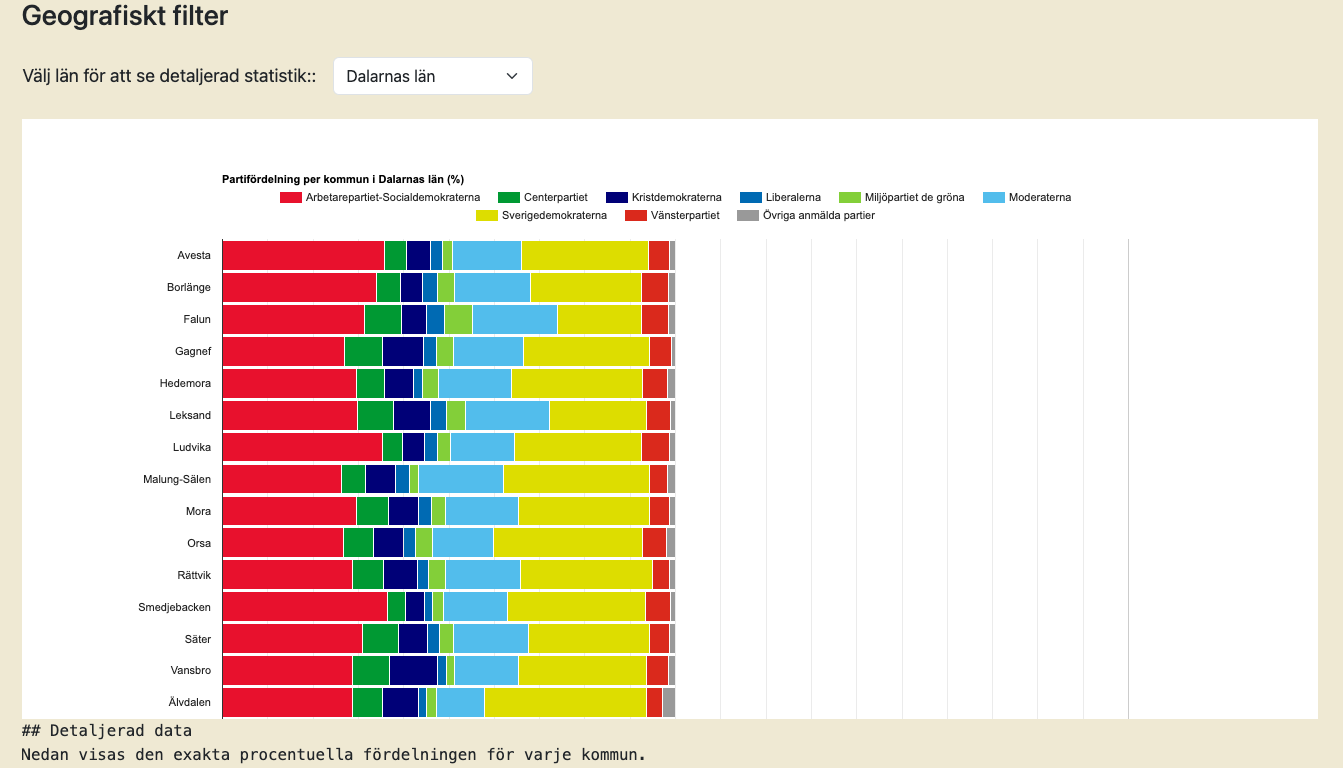 Geografiskt filter
Välj län för att se detaljerad statistik::
Dalarnas län
Partifördelning per kommun i Dalarnas län (%)
Arbetarepartiet-Socialdemokraterna Centerpartiet Kristdemokraterna Liberalerna Miljöpartiet de gröna Moderaterna
Sverigedemokraterna Vänsterpartiet Övriga anmälda partier
Avesta
Borlänge
Falun
Gagnef
Hedemora
Leksand
Ludvika
Malung-Sälen
Mora
Orsa
Rättvik
Smedjebacken
Säter
Vansbro
Älvdalen
## Detaljerad data
Nedan visas den exakta procentuella fördelningen för varje kommun.